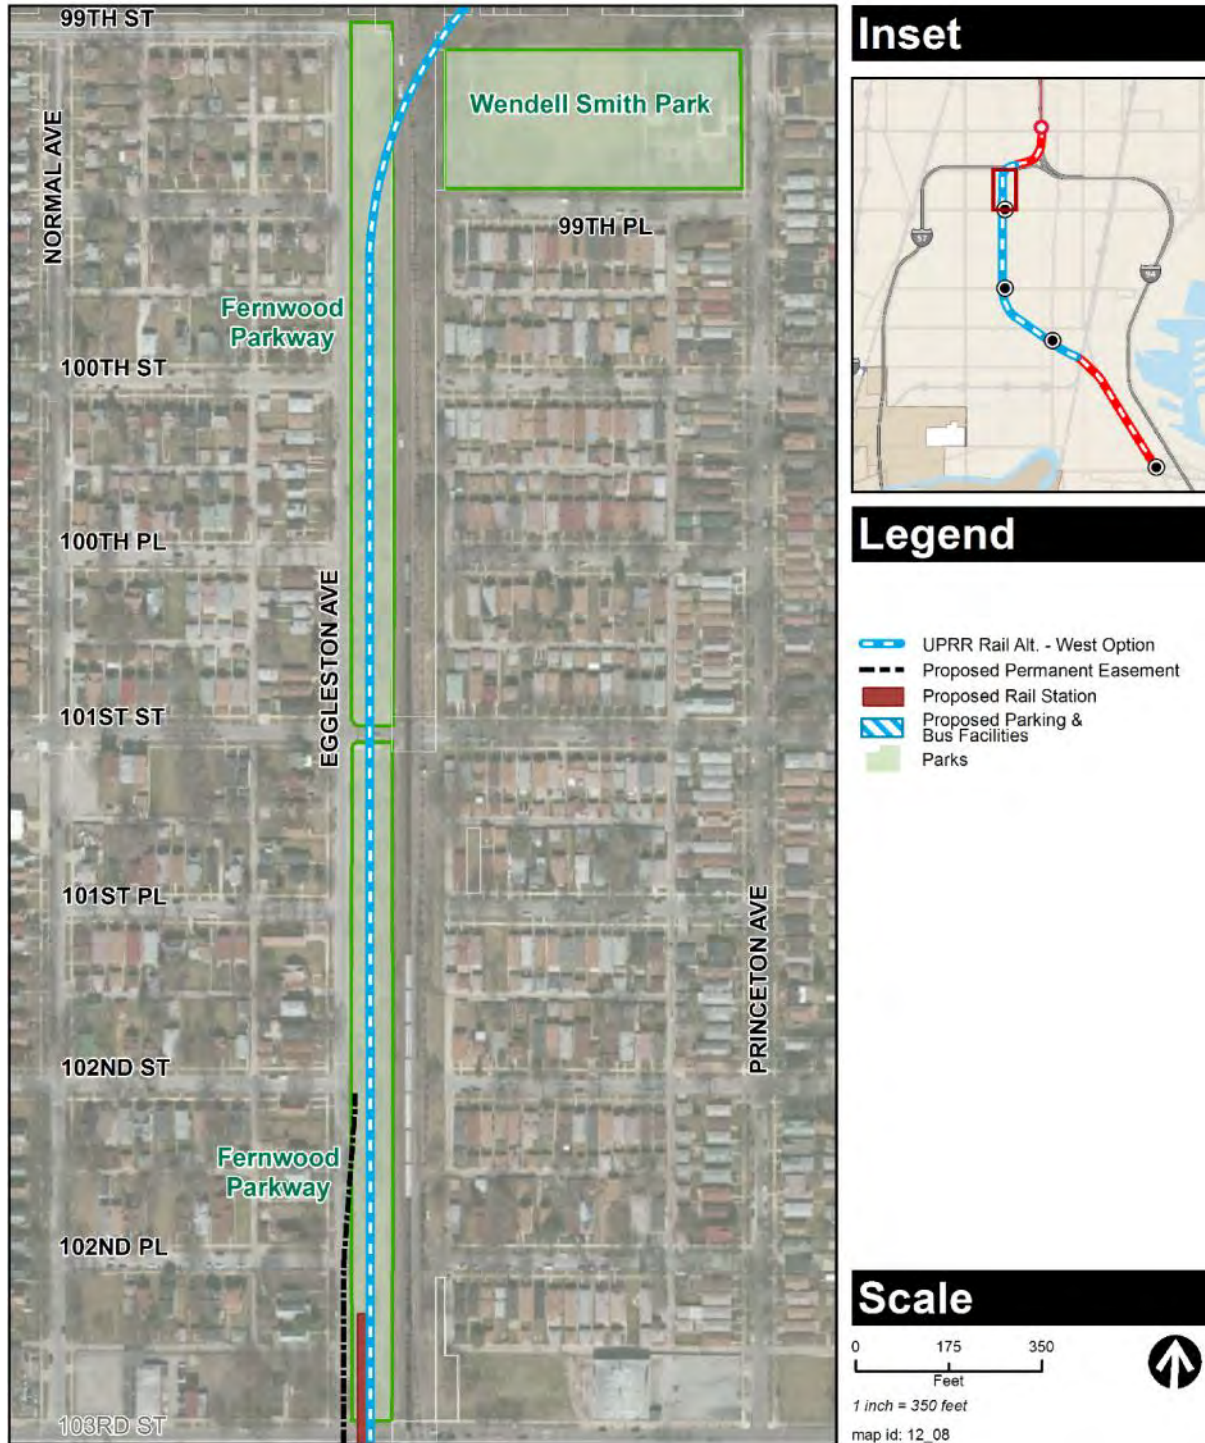 99TH ST
Wendell Smith Park
NORMAL AVE
99TH PL
Fernwood
Parkway
100TH ST
100TH PL
EGGLESTON AVE
101ST ST
101ST PL
PRINCETON AVE
102ND ST
Fernwood
Parkway
102ND PL
103RD ST
Inset
57
94
Legend
UPRR Rail Alt. - West Option
Proposed Permanent Easement
Proposed Rail Station
Proposed Parking &
Bus Facilities
Parks
Scale
0 175 350
Feet
1 inch = 350 feet
map id: 12_08